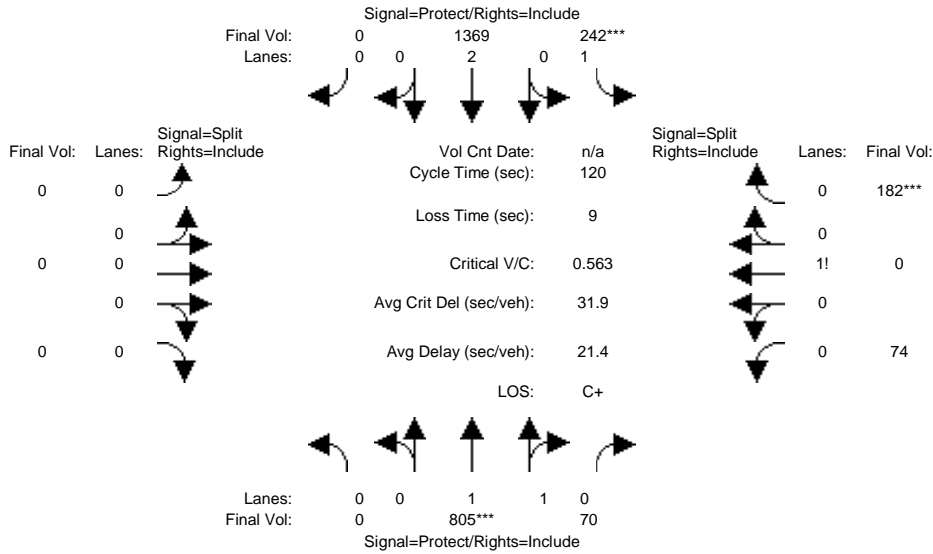 Signal=Protect/Rights=Include
Final Vol: 0 1369 242***
Lanes: 0 0 2 0 1
Signal=Split Signal=Split
Final Vol: Lanes: Rights=Include Vol Cnt Date: n/a Rights=Include Lanes: Final Vol:
Cycle Time (sec): 120
0 0 0 182***
Loss Time (sec): 9
0 0
0 0 Critical V/C: 0.563 1! 0
0 Avg Crit Del (sec/veh): 31.9 0
0 0 Avg Delay (sec/veh): 21.4 0 74
LOS: C+
Lanes: 0 0 1 1 0
Final Vol: 0 805*** 70
Signal=Protect/Rights=Include